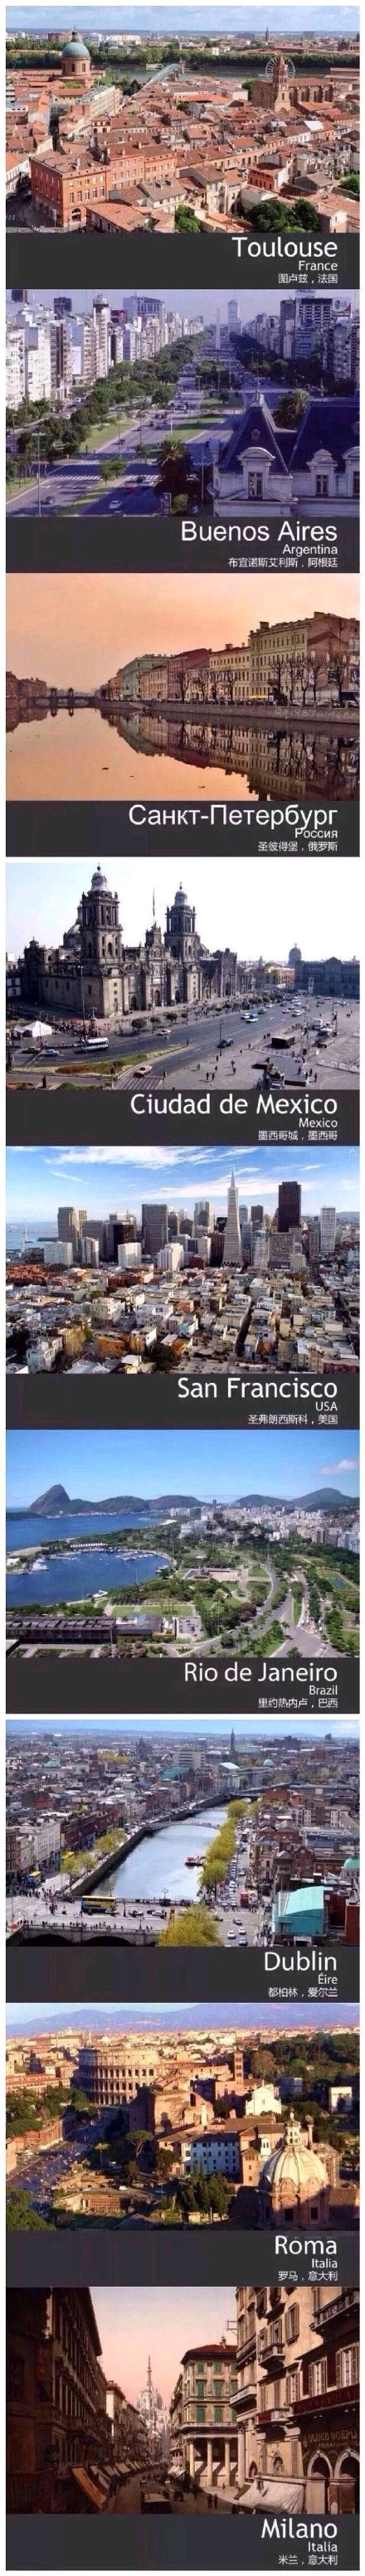 Toulouse
France
图卢兹，法国
Buenos Aires
Argentina
布宜诺斯艾利斯，阿根廷
Санкт-Петербург
Россия
圣彼得堡，俄罗斯
Ciudad de Mexico
Mexico
墨西哥城，墨西哥
San Francisco
USA
圣弗朗西斯科，美国
Rio de Janeiro
Brazil
里约热内卢，巴西
Dublin
Éire
都柏林，爱尔兰
Roma
Italia
罗马，意大利
Milano
Italia
米兰，意大利